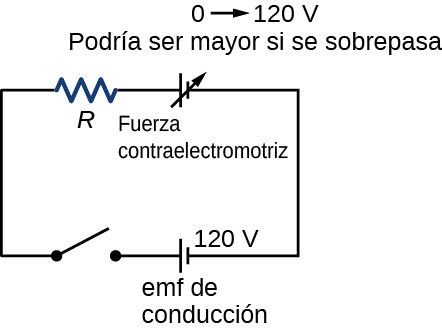 0 → 120 V
Podría ser mayor si se sobrepasa
R
Fuerza
contraelectromotriz
120 V
emf de
conducción